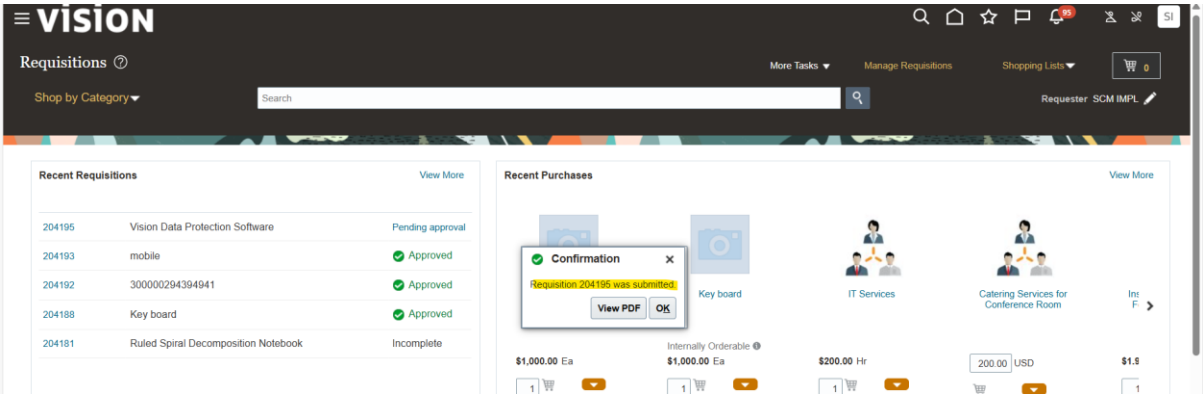 VISION
95
SI
Requisitions
More Tasks
Manage Requisitions
Shopping Lists
0
Shop by Category
Search
Requester SCM IMPL
Recent Requisitions
View More
204195 Vision Data Protection Software Pending approval
204193 mobile Approved
204192 300000294394941 Approved
204188 Key board Approved
204181 Ruled Spiral Decomposition Notebook Incomplete
Recent Purchases
View More
Confirmation
Requisition 204195 was submitted.
View PDF OK
Key board
IT Services
Catering Services for
Conference Room
Internally Orderable
$1,000.00 Ea
$1,000.00 Ea
$200.00 Hr
200.00 USD
1
1
1
1